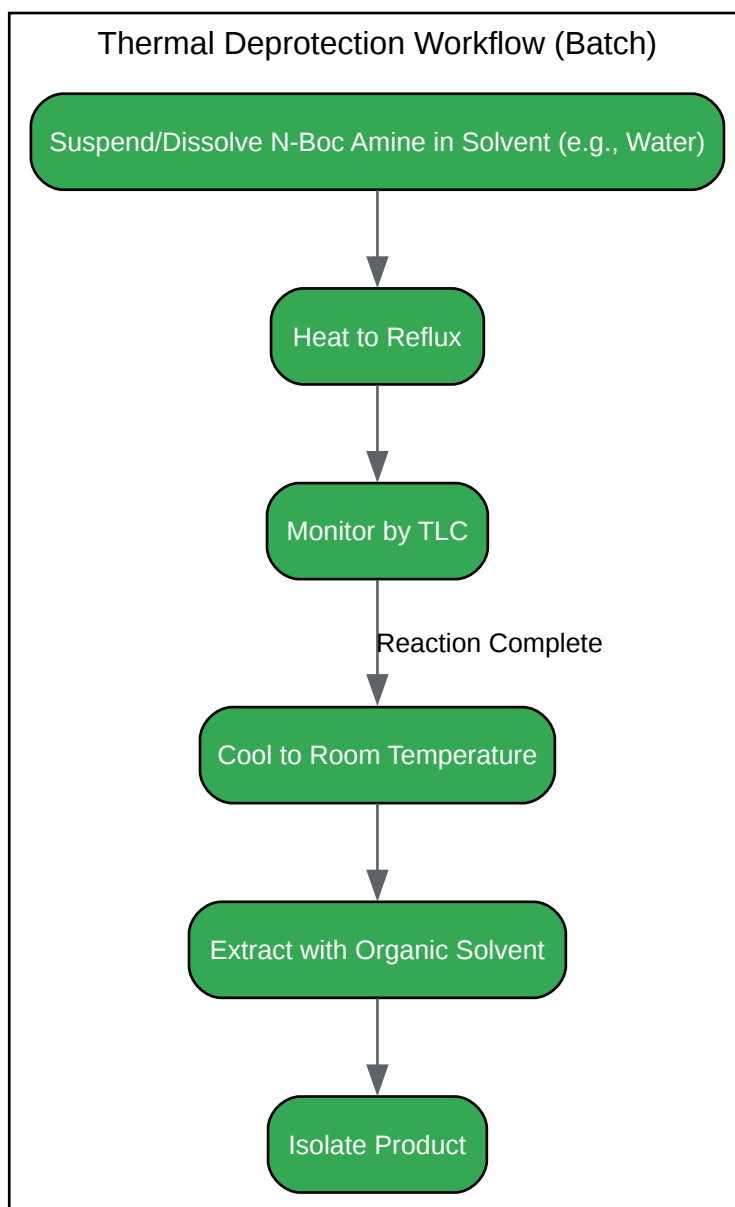 Thermal Deprotection Workflow (Batch)
Suspend/Dissolve N-Boc Amine in Solvent (e.g., Water)
Heat to Reflux
Monitor by TLC
Reaction Complete
Cool to Room Temperature
Extract with Organic Solvent
Isolate Product